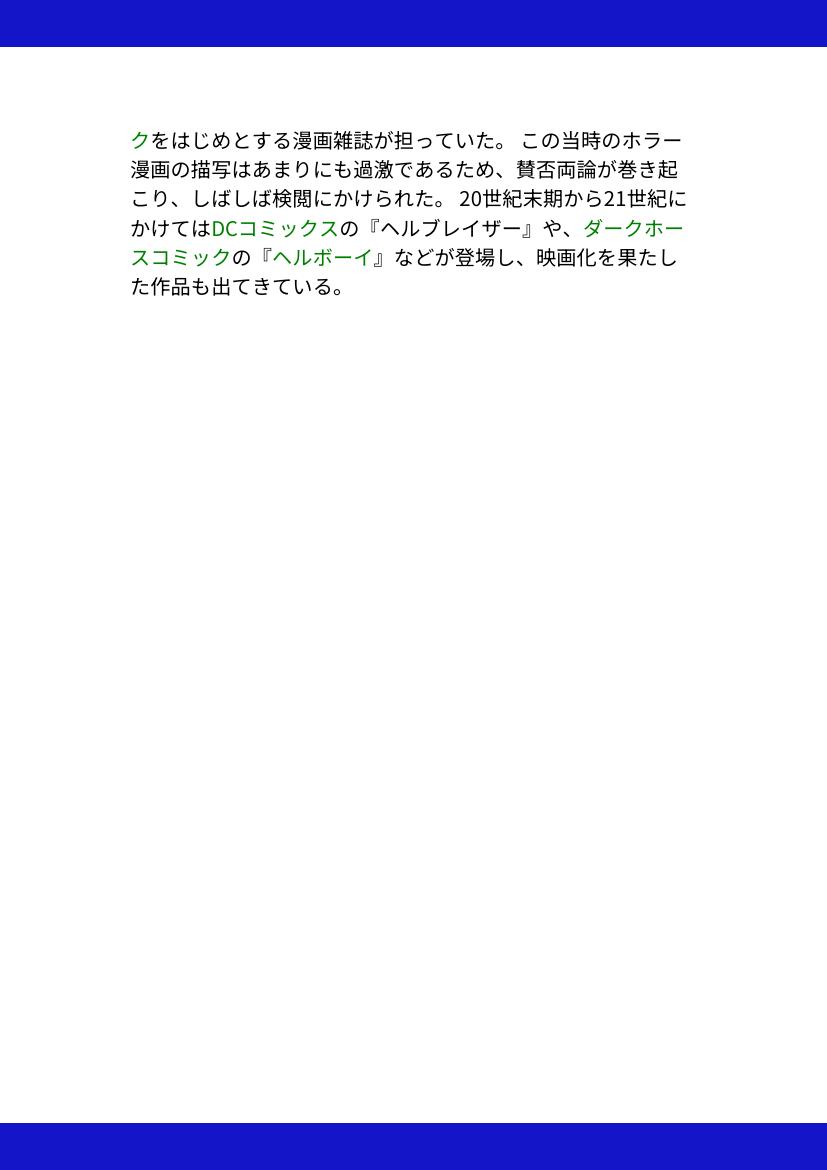 クをはじめとする漫画雑誌が担っていた。 この当時のホラー
漫画の描写はあまりにも過激であるため、賛否両論が巻き起
こり、しばしば検閲にかけられた。 20世紀末期から21世紀に
かけてはDCコミックスの『ヘルブレイザー』や、ダークホー
スコミックの『ヘルボーイ』などが登場し、映画化を果たし
た作品も出てきている。